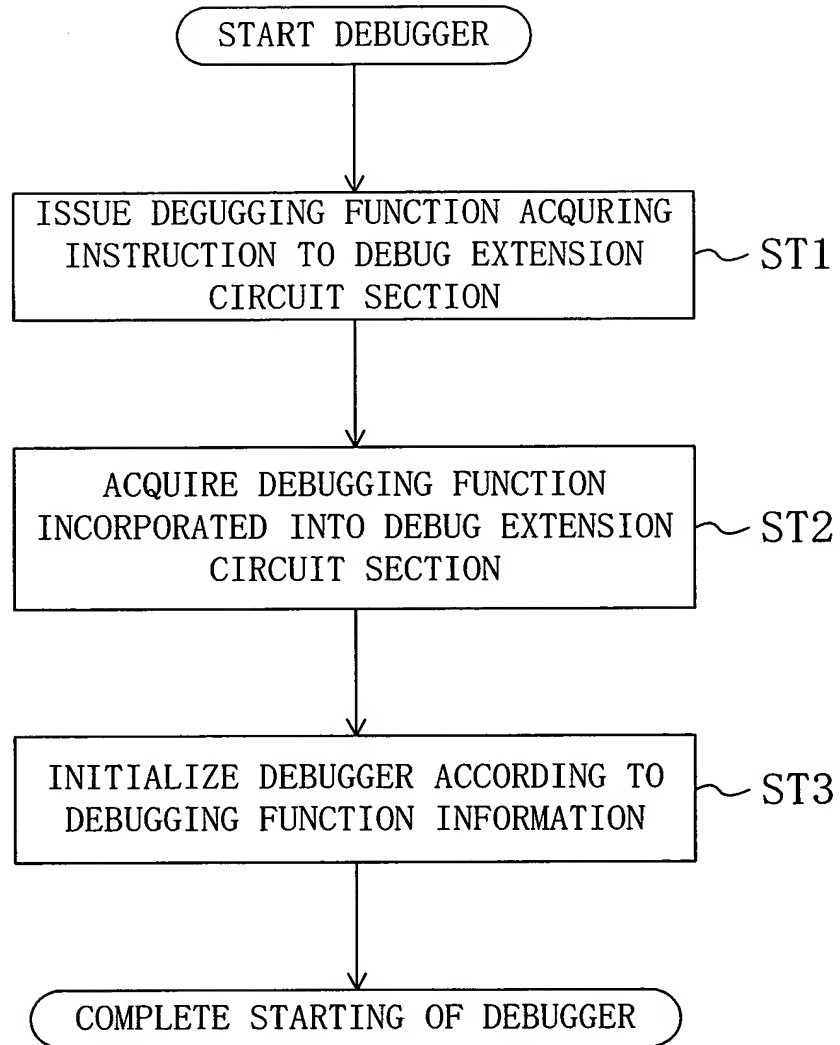 START DEBUGGER
ISSUE DEGUGGING FUNCTION ACQURING
INSTRUCTION TO DEBUG EXTENSION
CIRCUIT SECTION
ST1
ACQUIRE DEBUGGING FUNCTION
INCORPORATED INTO DEBUG EXTENSION
CIRCUIT SECTION
ST2
INITIALIZE DEBUGGER ACCORDING TO
DEBUGGING FUNCTION INFORMATION
ST3
COMPLETE STARTING OF DEBUGGER